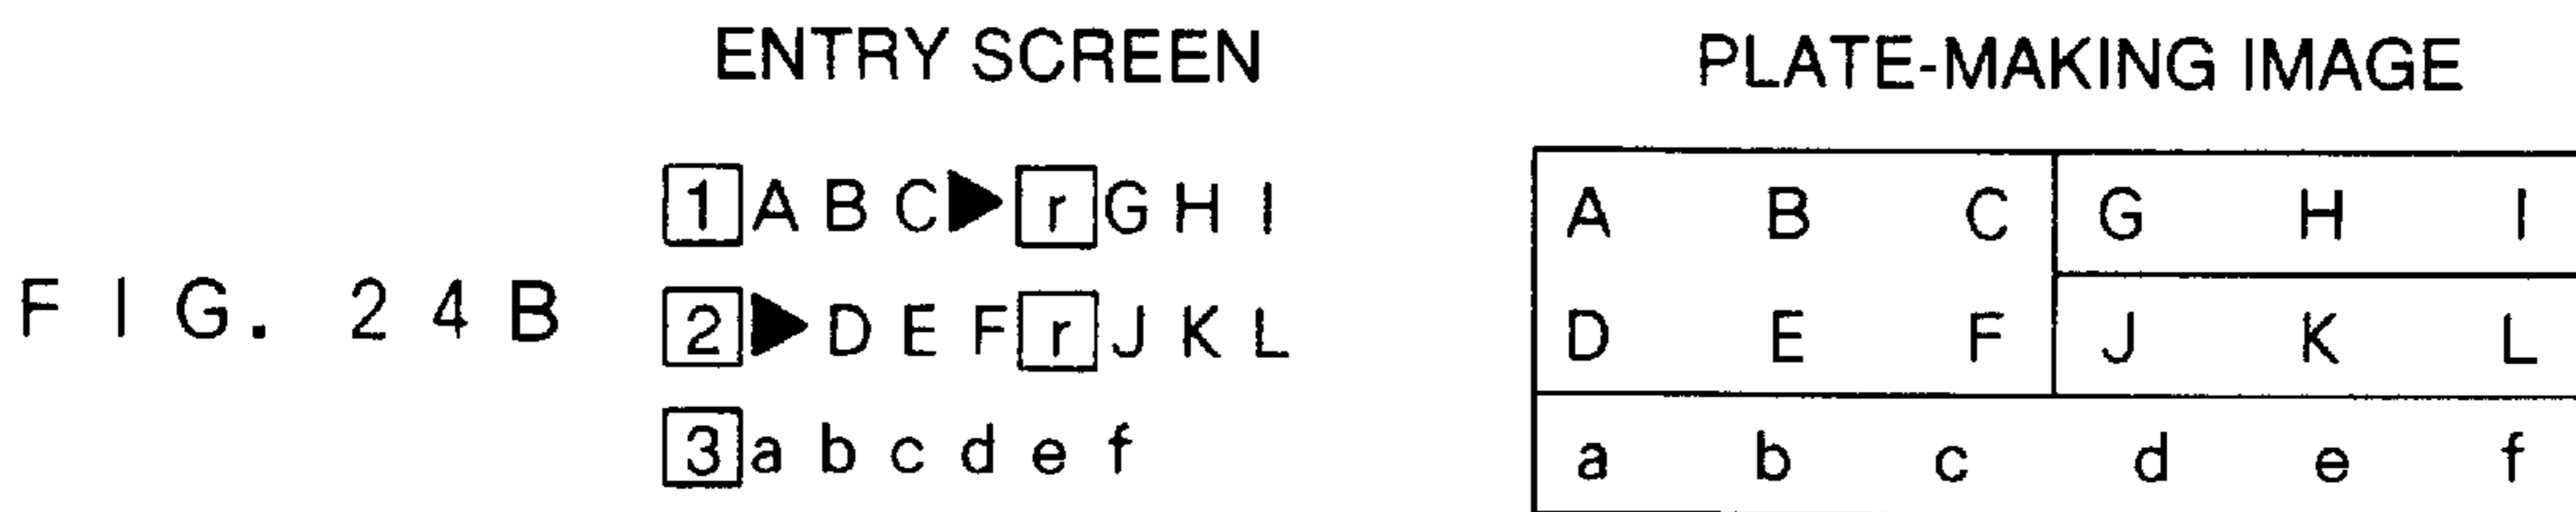 ENTRY SCREEN
PLATE-MAKING IMAGE
FIG. 24B
1 A B C ▶ r G H I
2 ▶ D E F r J K L
3 a b c d e f
A B C G H I
D E F J K L
a b c d e f